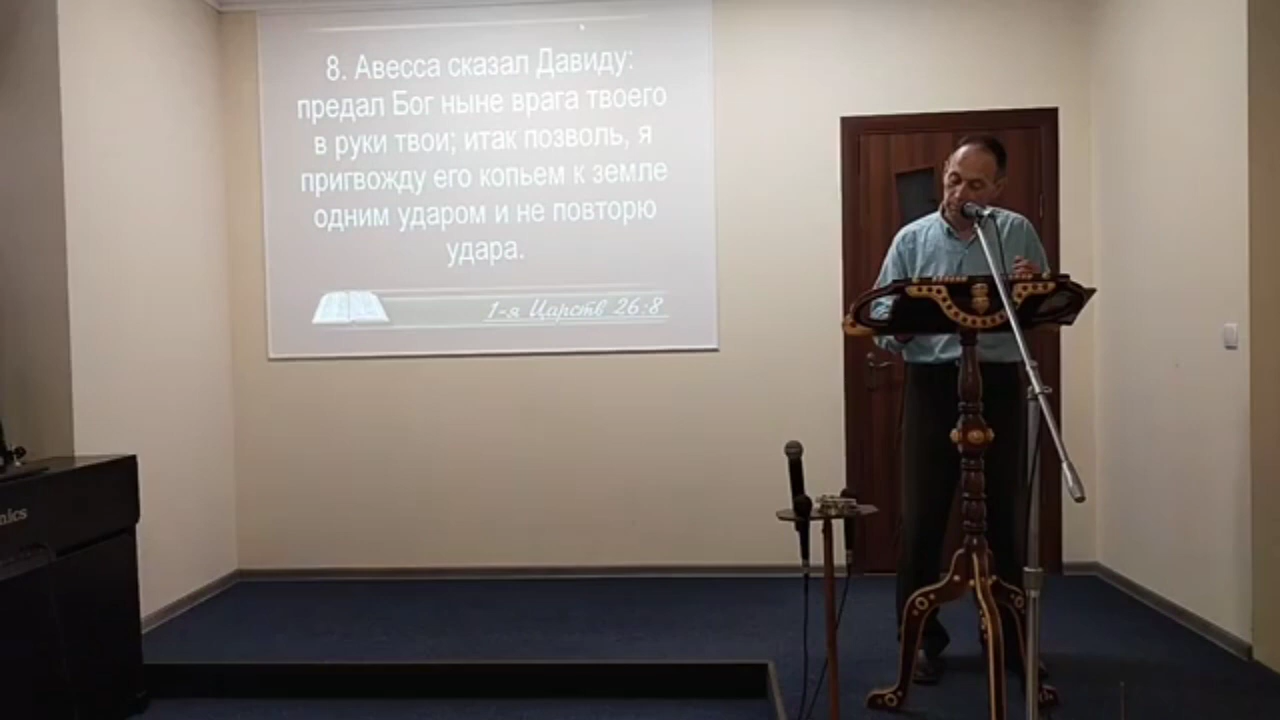 8. Авесса сказал Давиду:
предал Бог ныне врага твоего
в руки твои; итак позволь, я
пригвожду его копьем к земле
одним ударом и не повторю
удара.
1-я Царств 26:8
nics